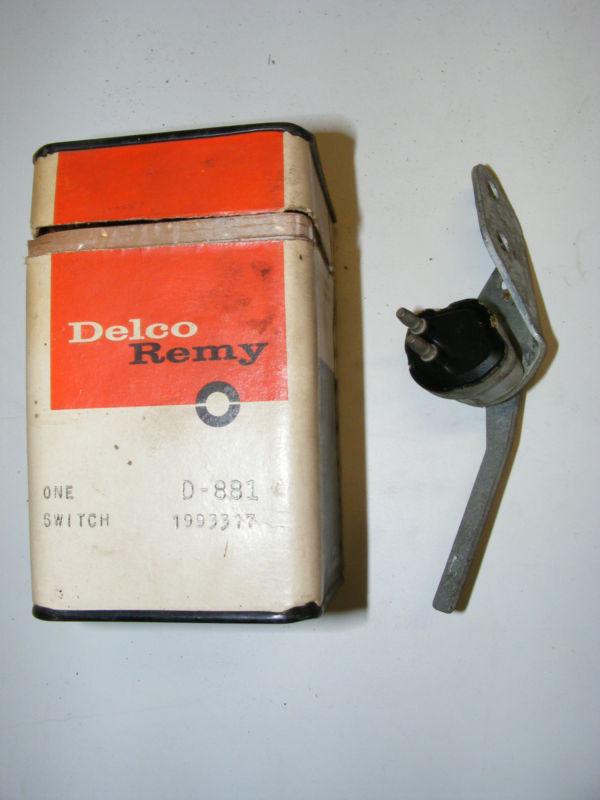 Delco
Remy
ONE D-881
SWITCH 1993317